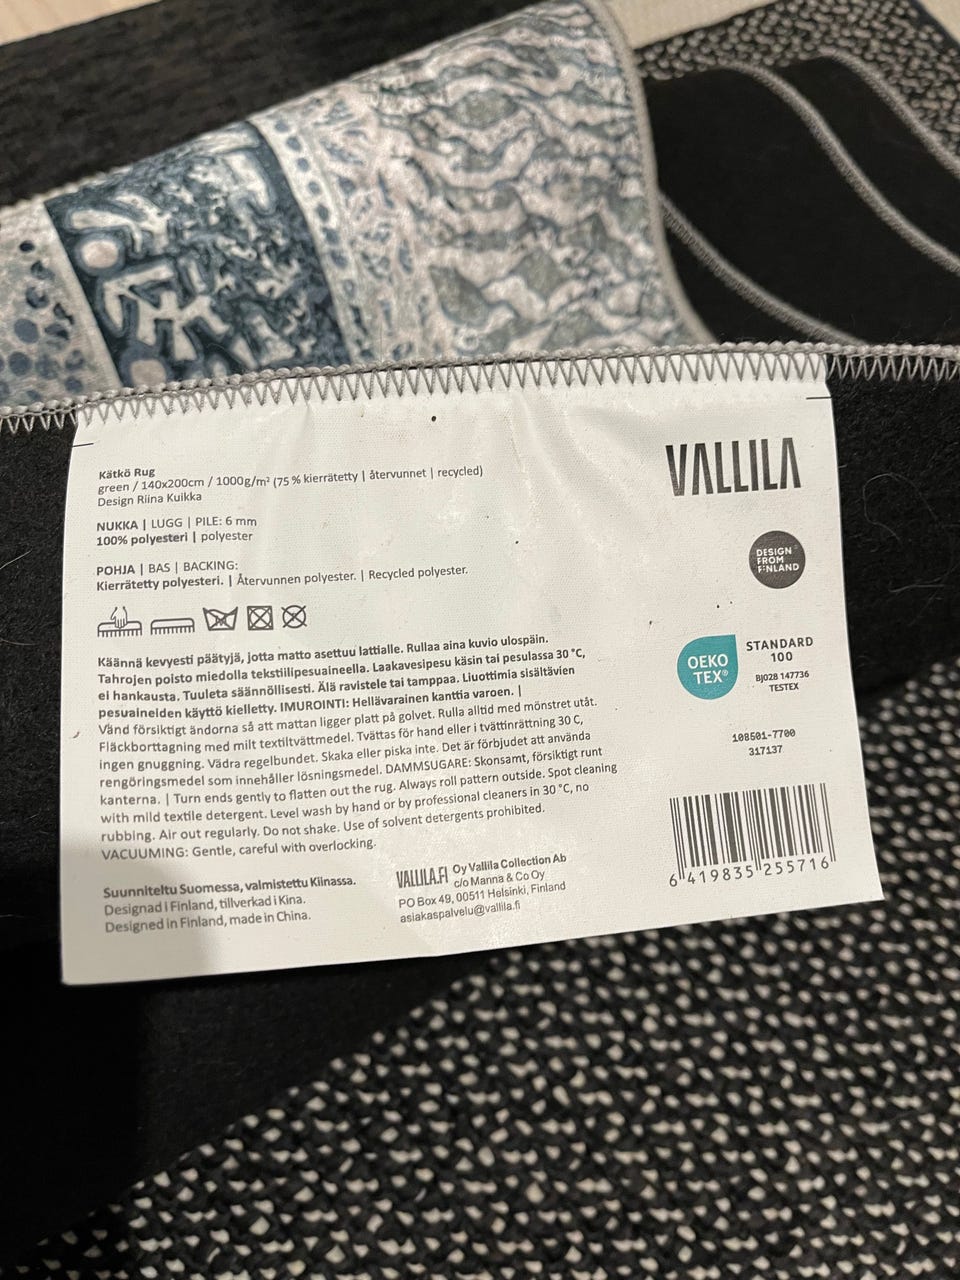 Kätkö Rug
green / 140x200cm / 1000g/m² (75 % kierrätetty | återvunnet | recycled)
Design Riina Kuikka
NUKKA | LUGG | PILE: 6 mm
100% polyesteri | polyester
POHJA | BAS | BACKING:
Kierrätetty polyesteri. | Återvunnen polyester. | Recycled polyester.
Käännä kevyesti päätyjä, jotta matto asettuu lattialle. Rullaa aina kuvio ulospäin.
Tahrojen poisto miedolla tekstiilipesuaineella. Laakavesipesu käsin tai pesulassa 30 °C,
ei hankausta. Tuuleta säännöllisesti. Älä ravistele tai tamppaa. Liuottimia sisältävien
pesuaineiden käyttö kielletty. IMUROINTI: Hellävarainen kanttia varoen. |
Vänd försiktigt ändorna så att mattan ligger platt på golvet. Rulla alltid med mönstret utåt.
Fläckborttagning med milt textiltvättmedel. Tvättas för hand eller i tvättinrättning 30 C,
ingen gnuggning. Vädra regelbundet. Skaka eller piska inte. Det är förbjudet att använda
rengöringsmedel som innehåller lösningsmedel. DAMMSUGARE: Skonsamt, försiktigt runt
kanterna. | Turn ends gently to flatten out the rug. Always roll pattern outside. Spot cleaning
with mild textile detergent. Level wash by hand or by professional cleaners in 30 °C, no
rubbing. Air out regularly. Do not shake. Use of solvent detergents prohibited.
VACUUMING: Gentle, careful with overlocking.
Suunniteltu Suomessa, valmistettu Kiinassa.
Designad i Finland, tillverkad i Kina.
Designed in Finland, made in China.
VALLILA.FI Oy Vallila Collection Ab
c/o Manna & Co Oy
PO Box 49, 00511 Helsinki, Finland
asiakaspalvelu@vallila.fi
VALLILA
DESIGN
FROM
FINLAND
OEKO
TEX®
STANDARD
100
BJ028 147736
TESTEX
108501-7700
317137
6 419835 255716